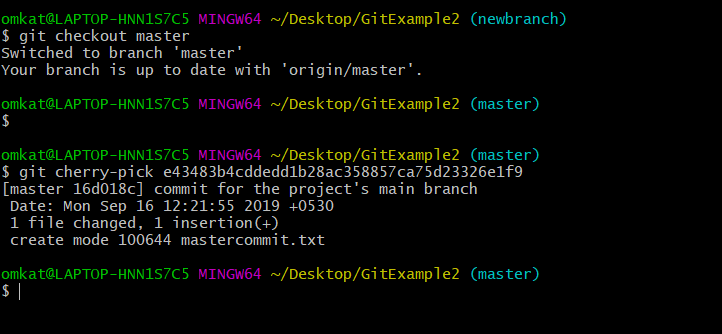 omkat@LAPTOP-HNN1S7C5 MINGW64 ~/Desktop/GitExample2 (newbranch)
$ git checkout master
Switched to branch 'master'
Your branch is up to date with 'origin/master'.
omkat@LAPTOP-HNN1S7C5 MINGW64 ~/Desktop/GitExample2 (master)
$
omkat@LAPTOP-HNN1S7C5 MINGW64 ~/Desktop/GitExample2 (master)
$ git cherry-pick e43483b4cddedd1b28ac358857ca75d23326e1f9
[master 16d018c] commit for the project's main branch
Date: Mon Sep 16 12:21:55 2019 +0530
1 file changed, 1 insertion(+)
create mode 100644 mastercommit.txt
omkat@LAPTOP-HNN1S7C5 MINGW64 ~/Desktop/GitExample2 (master)
$